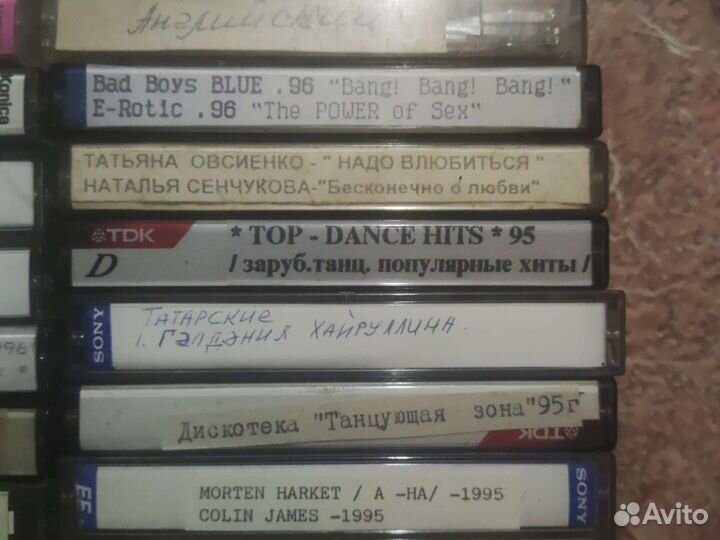 Английский
Konica
Bad Boys BLUE .96 "Bang! Bang! Bang!"
E-Rotic .96 "The POWER of Sex"
ТАТЬЯНА ОВСИЕНКО - " НАДО ВЛЮБИТЬСЯ "
НАТАЛЬЯ СЕНЧУКОВА-"Бесконечно о любви"
TDK
* TOP - DANCE HITS * 95
D
/ заруб.танц. популярные хиты /
SONY
ТАТАРСКИЕ
1. Гəлдəния ХАЙРУЛЛИНА.
Дискотека "Танцующая зона"95г
TDK
EF
MORTEN HARKET / A -HA/ -1995
COLIN JAMES -1995
SONY
Avito